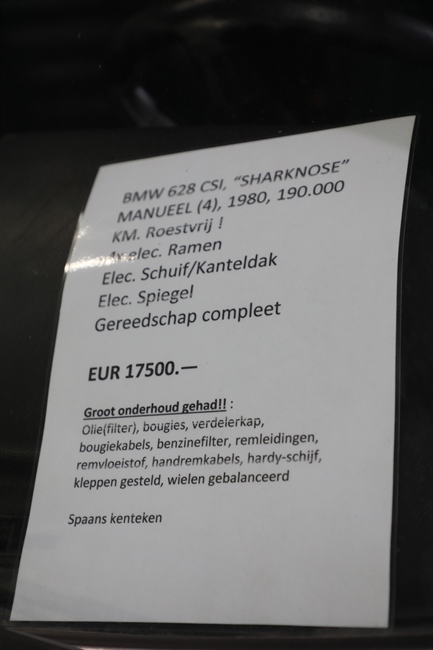 BMW 628 CSI, “SHARKNOSE”
MANUEEL (4), 1980, 190.000
KM. Roestvrij !
elec. Ramen
Elec. Schuif/Kanteldak
Elec. Spiegel
Gereedschap compleet
EUR 17500.—
Groot onderhoud gehad!! :
Olie(filter), bougies, verdelerkap,
bougiekabels, benzinefilter, remleidingen,
remvloeistof, handremkabels, hardy-schijf,
kleppen gesteld, wielen gebalanceerd
Spaans kenteken